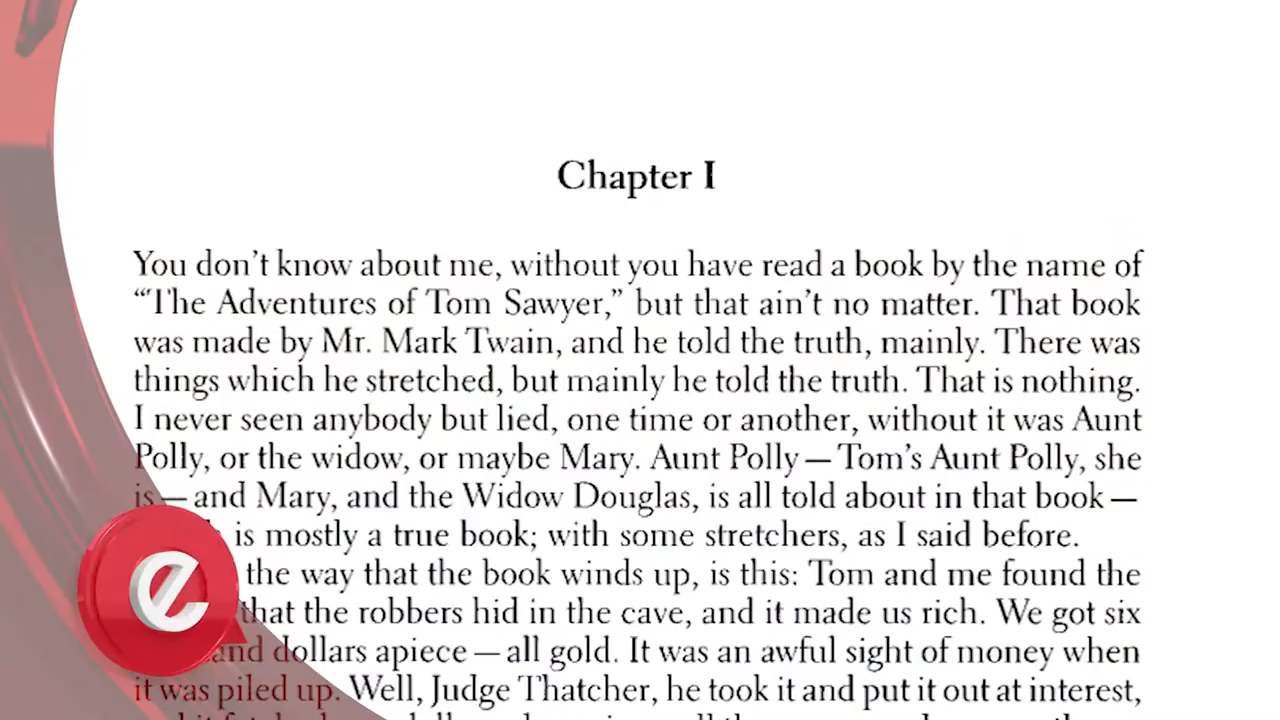 Chapter I
You don’t know about me, without you have read a book by the name of
“The Adventures of Tom Sawyer,” but that ain’t no matter. That book
was made by Mr. Mark Twain, and he told the truth, mainly. There was
things which he stretched, but mainly he told the truth. That is nothing.
I never seen anybody but lied, one time or another, without it was Aunt
Polly, or the widow, or maybe Mary. Aunt Polly—Tom’s Aunt Polly, she
is—and Mary, and the Widow Douglas, is all told about in that book—
is mostly a true book; with some stretchers, as I said before.
the way that the book winds up, is this: Tom and me found the
that the robbers hid in the cave, and it made us rich. We got six
and dollars apiece—all gold. It was an awful sight of money when
it was piled up. Well, Judge Thatcher, he took it and put it out at interest,
e